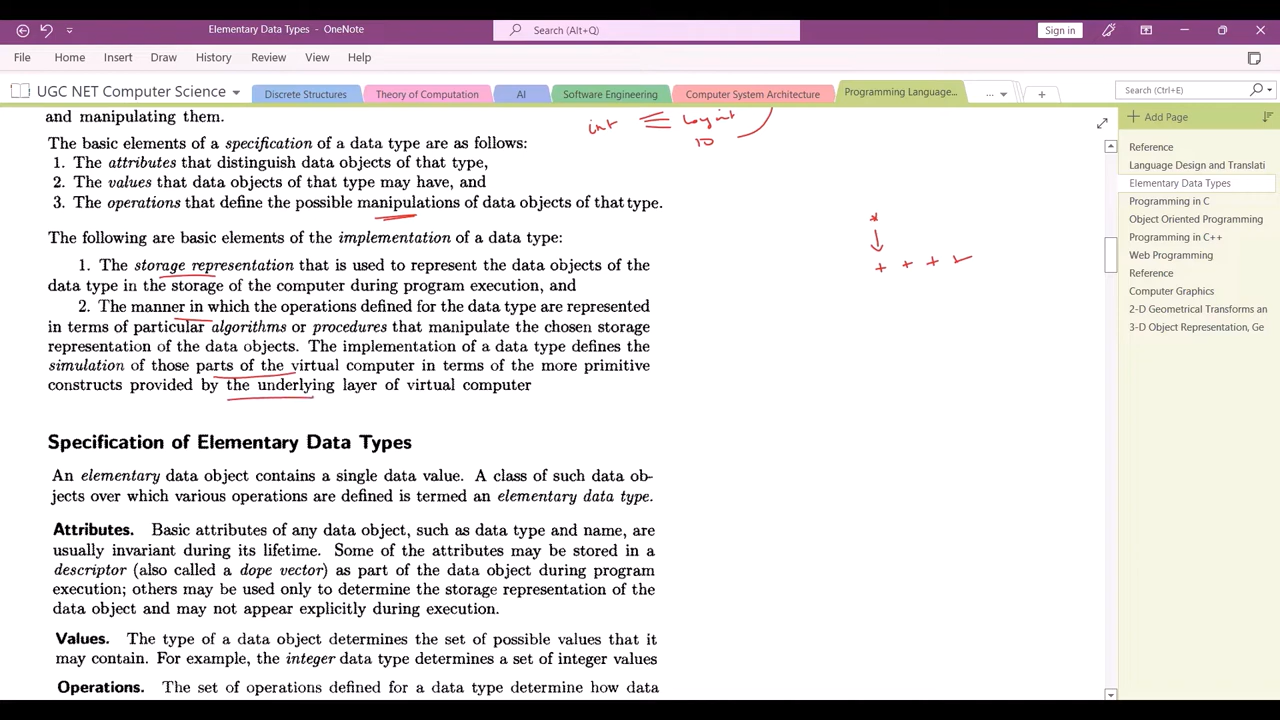 Elementary Data Types - OneNote
Search (Alt+Q)
Sign in
File Home Insert Draw History Review View Help
UGC NET Computer Science
Discrete Structures
Theory of Computation
AI
Software Engineering
Computer System Architecture
Programming Language...
...
Search (Ctrl+E)
and manipulating them.
The basic elements of a specification of a data type are as follows:
1. The attributes that distinguish data objects of that type,
2. The values that data objects of that type may have, and
3. The operations that define the possible manipulations of data objects of that type.
The following are basic elements of the implementation of a data type:
1. The storage representation that is used to represent the data objects of the
data type in the storage of the computer during program execution, and
2. The manner in which the operations defined for the data type are represented
in terms of particular algorithms or procedures that manipulate the chosen storage
representation of the data objects. The implementation of a data type defines the
simulation of those parts of the virtual computer in terms of the more primitive
constructs provided by the underlying layer of virtual computer
Specification of Elementary Data Types
An elementary data object contains a single data value. A class of such data ob-
jects over which various operations are defined is termed an elementary data type.
Attributes. Basic attributes of any data object, such as data type and name, are
usually invariant during its lifetime. Some of the attributes may be stored in a
descriptor (also called a dope vector) as part of the data object during program
execution; others may be used only to determine the storage representation of the
data object and may not appear explicitly during execution.
Values. The type of a data object determines the set of possible values that it
may contain. For example, the integer data type determines a set of integer values
Operations. The set of operations defined for a data type determine how data
int
10
*
+ + + +
Add Page
Reference
Language Design and Translati
Elementary Data Types
Programming in C
Object Oriented Programming
Programming in C++
Web Programming
Reference
Computer Graphics
2-D Geometrical Transforms an
3-D Object Representation, Ge